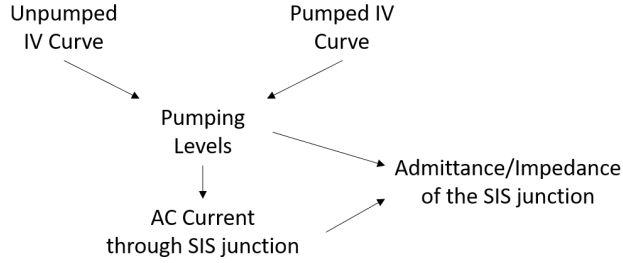 Unpumped
IV Curve
Pumped IV
Curve
Pumping
Levels
Admittance/Impedance
of the SIS junction
AC Current
through SIS junction